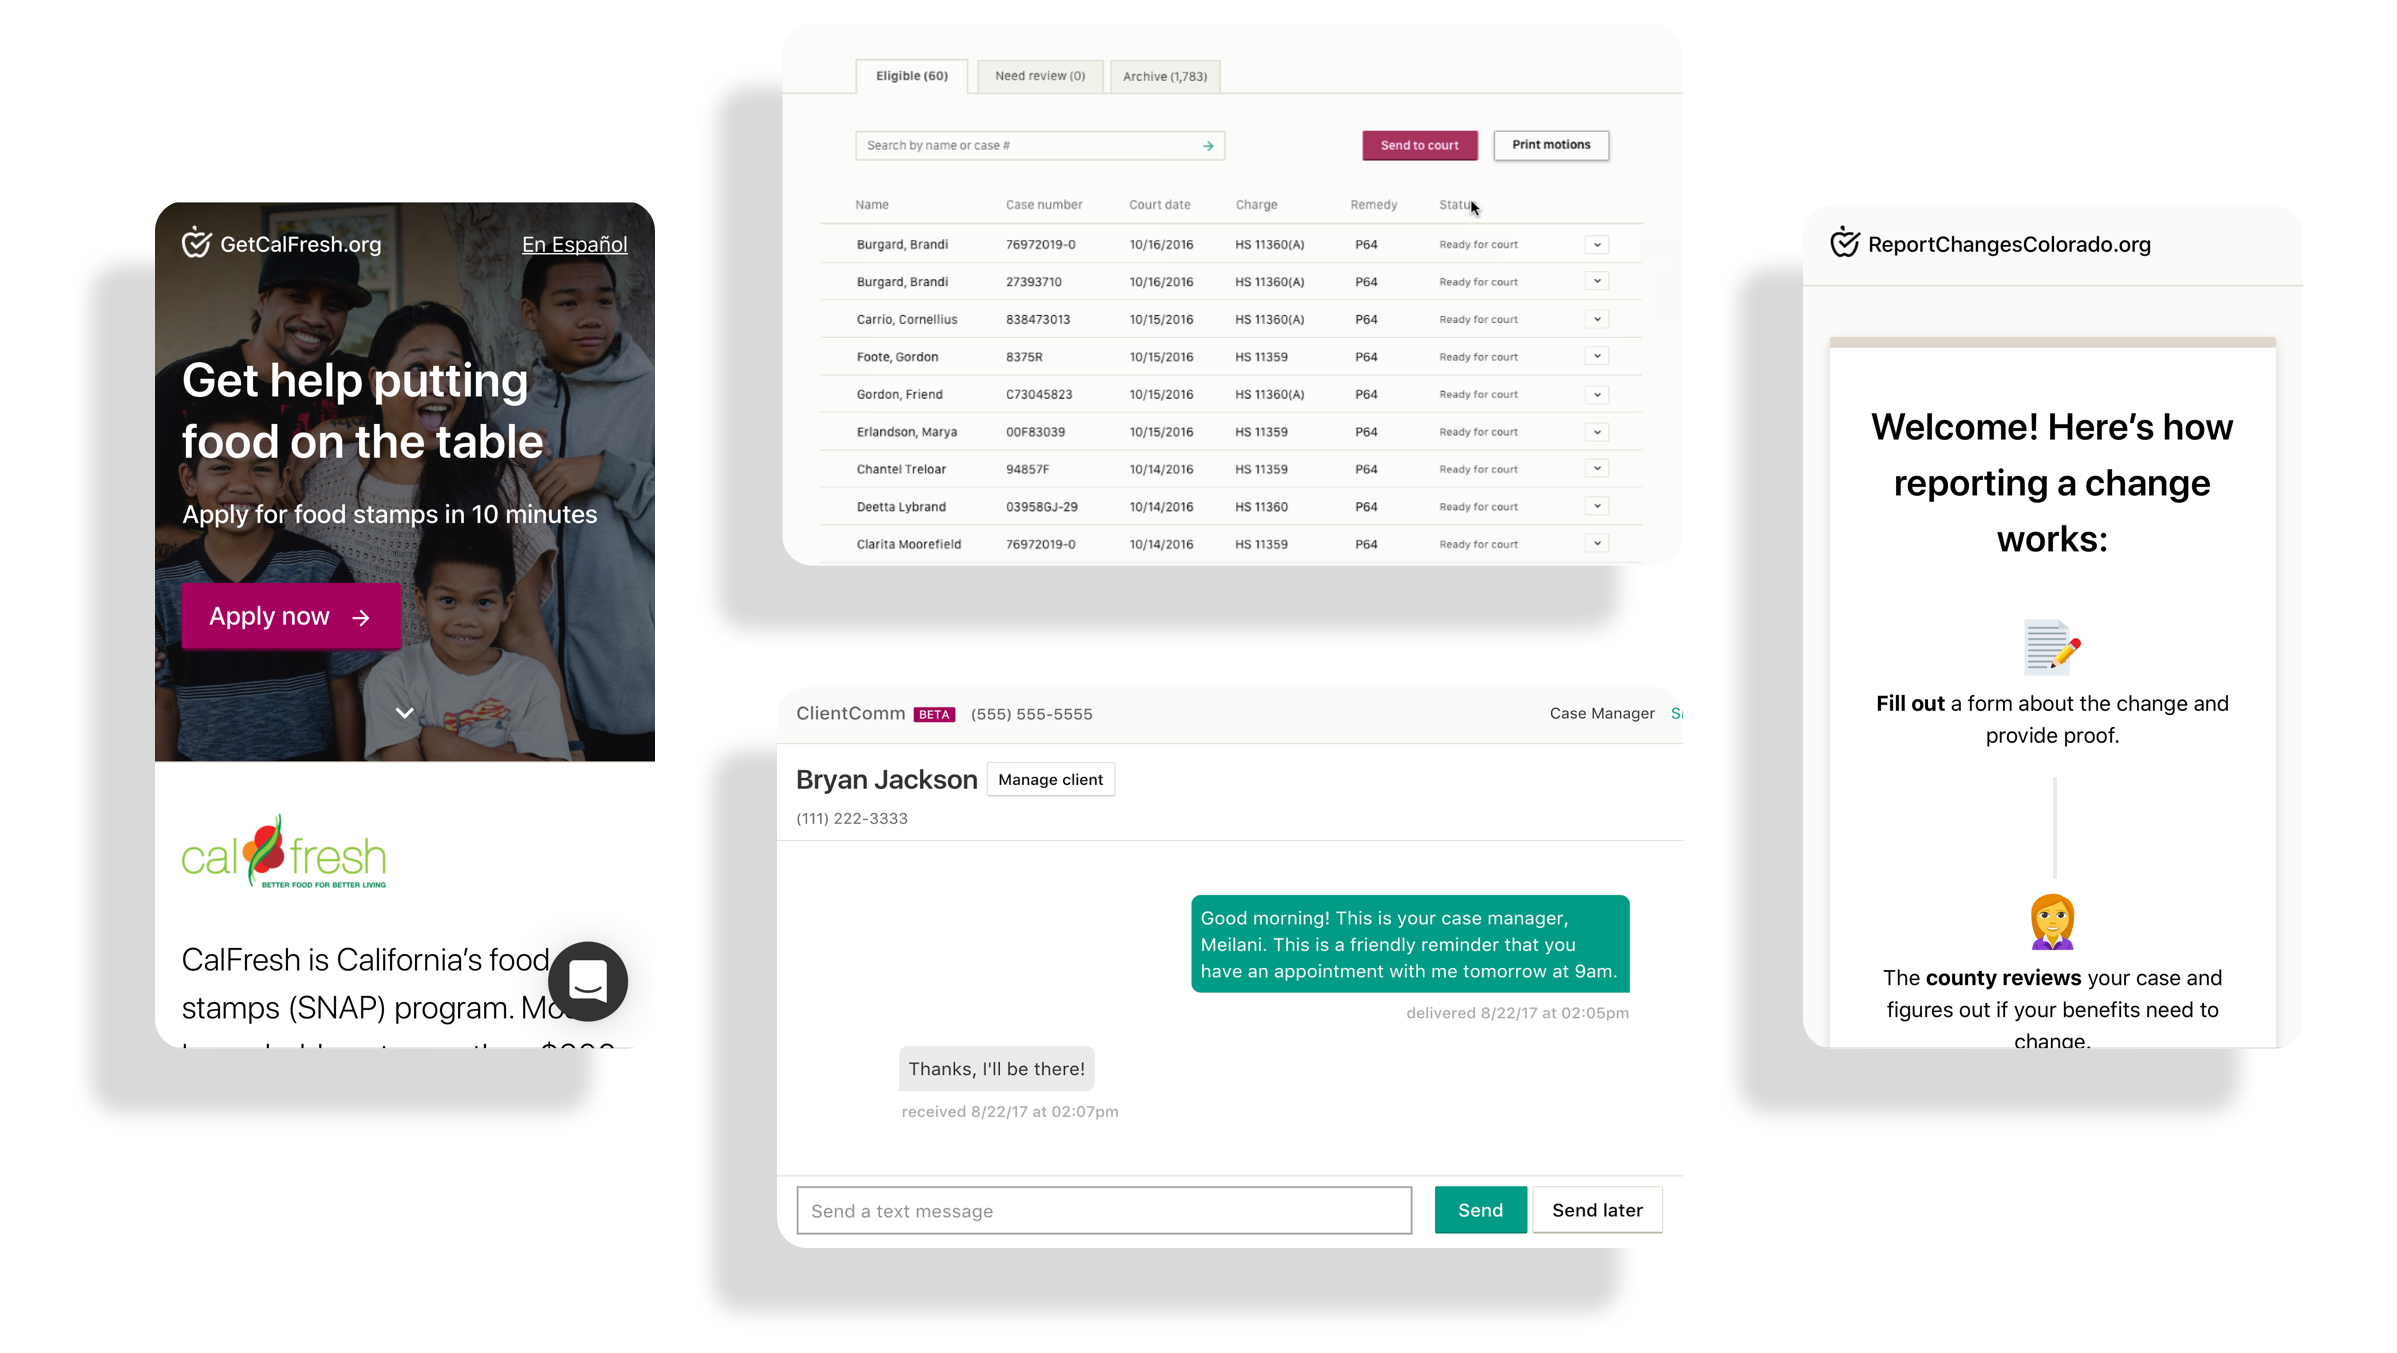 GetCalFresh.org
En Español
Get help putting
food on the table
Apply for food stamps in 10 minutes
Apply now
calfresh
BETTER FOOD FOR BETTER LIVING
CalFresh is California’s food
stamps (SNAP) program.
Eligible (60)
Need review (0)
Archive (1,783)
Search by name or case #
Send to court
Print motions
Name Case number Court date Charge Remedy Status
Burgard, Brandi 76972019-0 10/16/2016 HS 11360(A) P64 Ready for court
Burgard, Brandi 27393710 10/16/2016 HS 11360(A) P64 Ready for court
Carrio, Cornellius 838473013 10/15/2016 HS 11360(A) P64 Ready for court
Foote, Gordon 8375R 10/15/2016 HS 11359 P64 Ready for court
Gordon, Friend C73045823 10/15/2016 HS 11360(A) P64 Ready for court
Erlandson, Marya 00F83039 10/15/2016 HS 11359 P64 Ready for court
Chantel Treloar 94857F 10/14/2016 HS 11359 P64 Ready for court
Deetta Lybrand 03958GJ-29 10/14/2016 HS 11360 P64 Ready for court
Clarita Moorefield 76972019-0 10/14/2016 HS 11359 P64 Ready for court
ClientComm BETA (555) 555-5555
Case Manager
Bryan Jackson
Manage client
(111) 222-3333
Good morning! This is your case manager,
Meilani. This is a friendly reminder that you
have an appointment with me tomorrow at 9am.
delivered 8/22/17 at 02:05pm
Thanks, I'll be there!
received 8/22/17 at 02:07pm
Send a text message
Send
Send later
ReportChangesColorado.org
Welcome! Here’s how
reporting a change
works:
Fill out a form about the change and
provide proof.
The county reviews your case and
figures out if your benefits need to
change.